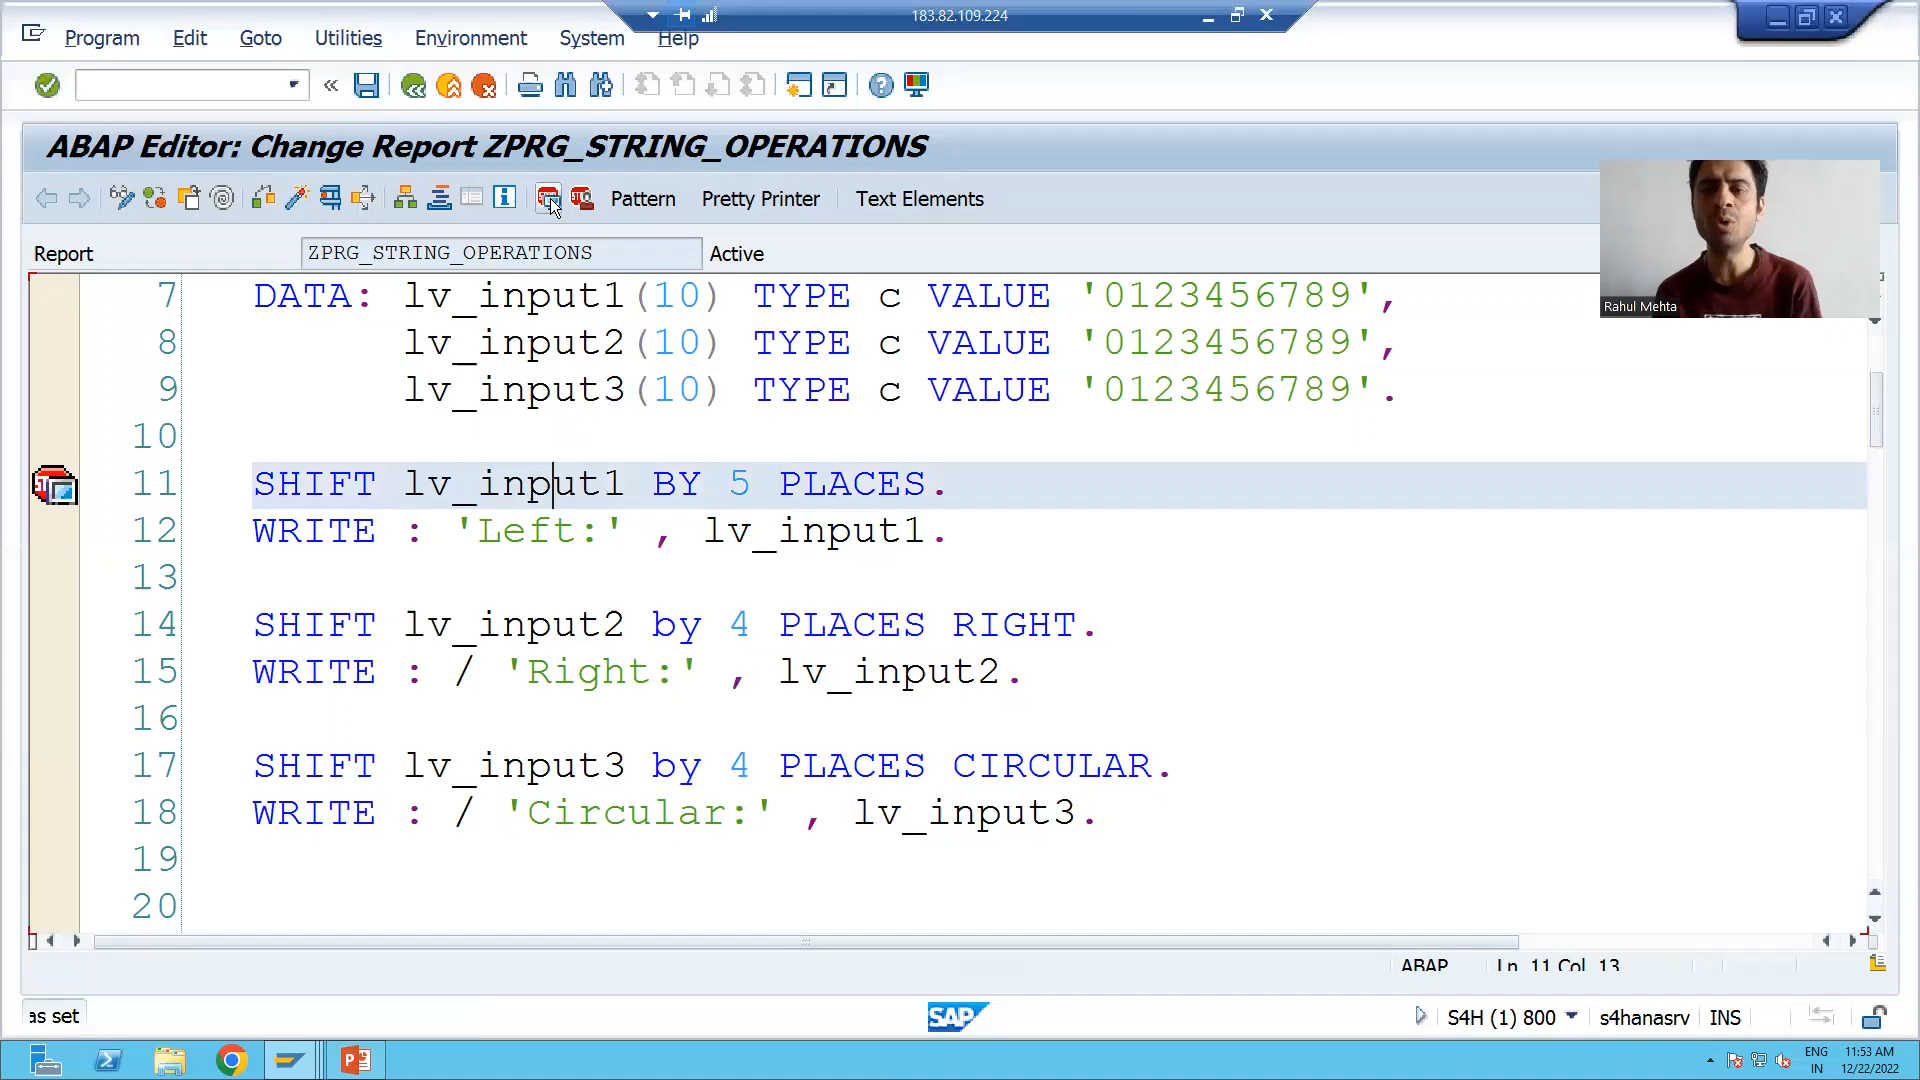 183.82.109.224
Program Edit Goto Utilities Environment System Help
ABAP Editor: Change Report ZPRG_STRING_OPERATIONS
Pattern Pretty Printer Text Elements
Report ZPRG_STRING_OPERATIONS Active
Rahul Mehta
7 DATA: lv_input1(10) TYPE c VALUE '0123456789',
8 lv_input2(10) TYPE c VALUE '0123456789',
9 lv_input3(10) TYPE c VALUE '0123456789'.
10
11 SHIFT lv_input1 BY 5 PLACES.
12 WRITE : 'Left:' , lv_input1.
13
14 SHIFT lv_input2 by 4 PLACES RIGHT.
15 WRITE : / 'Right:' , lv_input2.
16
17 SHIFT lv_input3 by 4 PLACES CIRCULAR.
18 WRITE : / 'Circular:' , lv_input3.
19
20
ABAP Ln 11 Col 13
as set SAP S4H (1) 800 s4hanasrv INS
ENG 11:53 AM
IN 12/22/2022